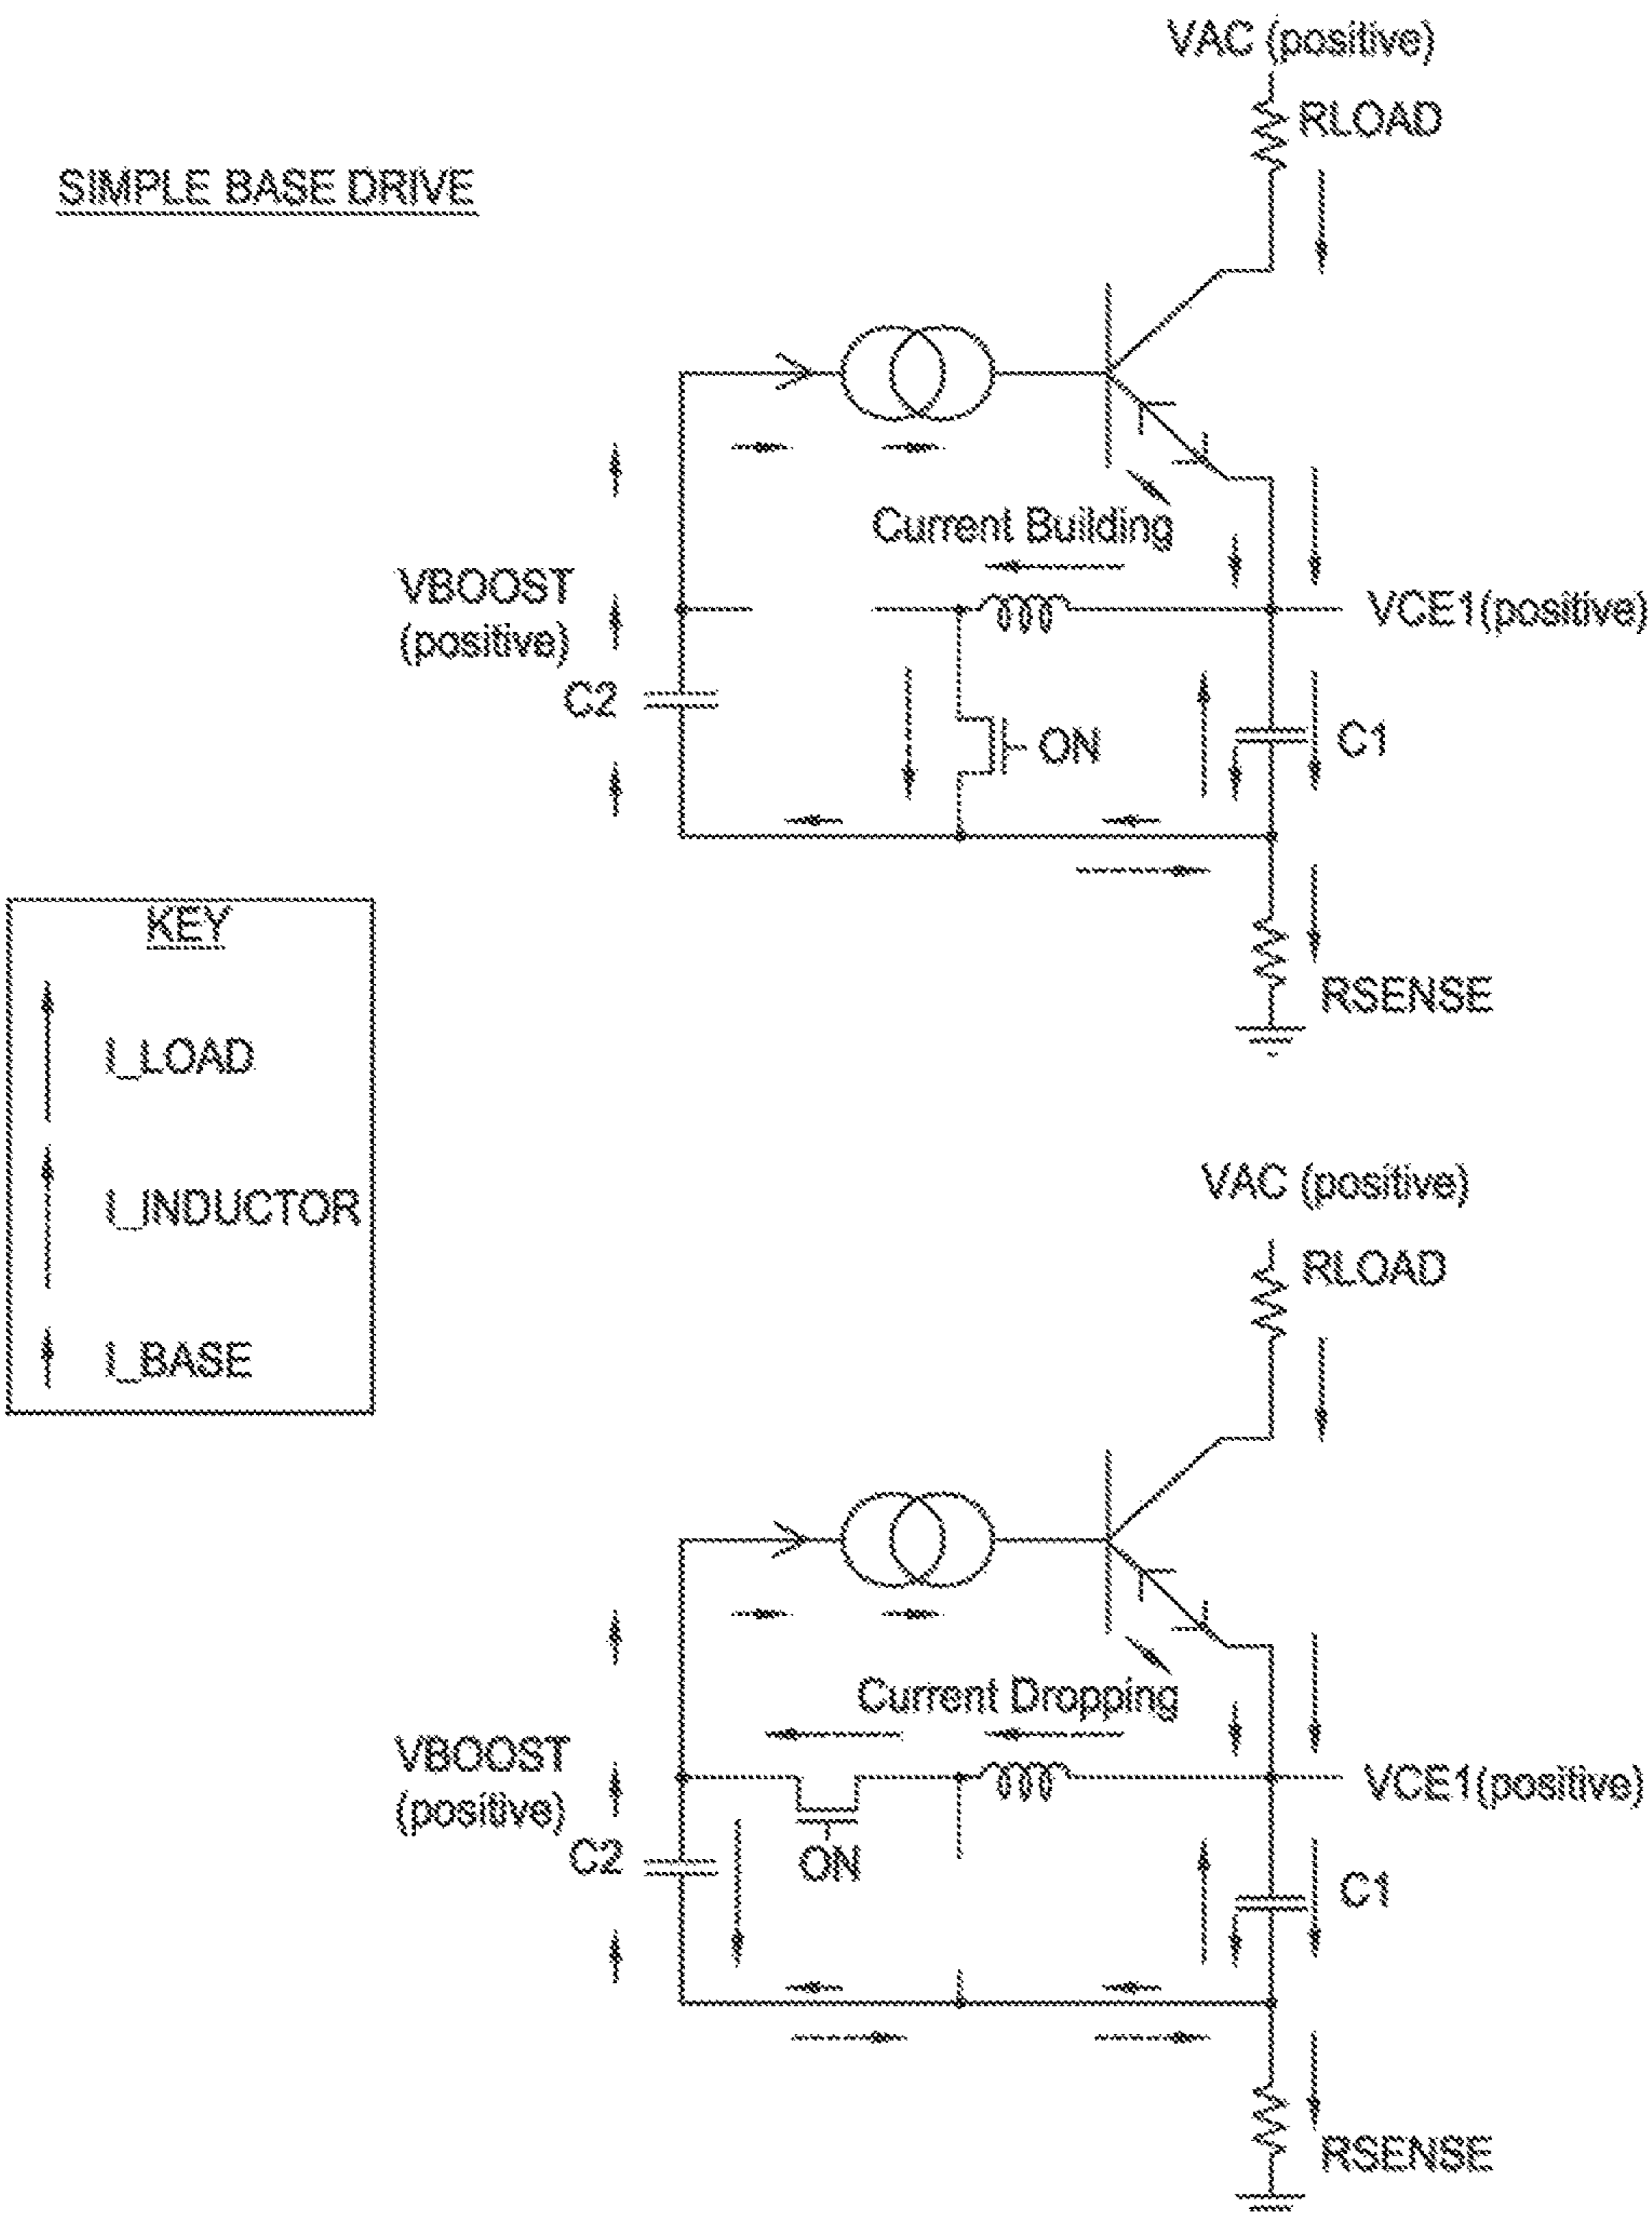 VAC (positive)
RLOAD
SIMPLE BASE DRIVE
Current Building
VBOOST
(positive)
VCE1(positive)
C2
ON
C1
RSENSE
KEY
I_LOAD
I_INDUCTOR
I_BASE
VAC (positive)
RLOAD
Current Dropping
VBOOST
(positive)
VCE1(positive)
C2
ON
C1
RSENSE